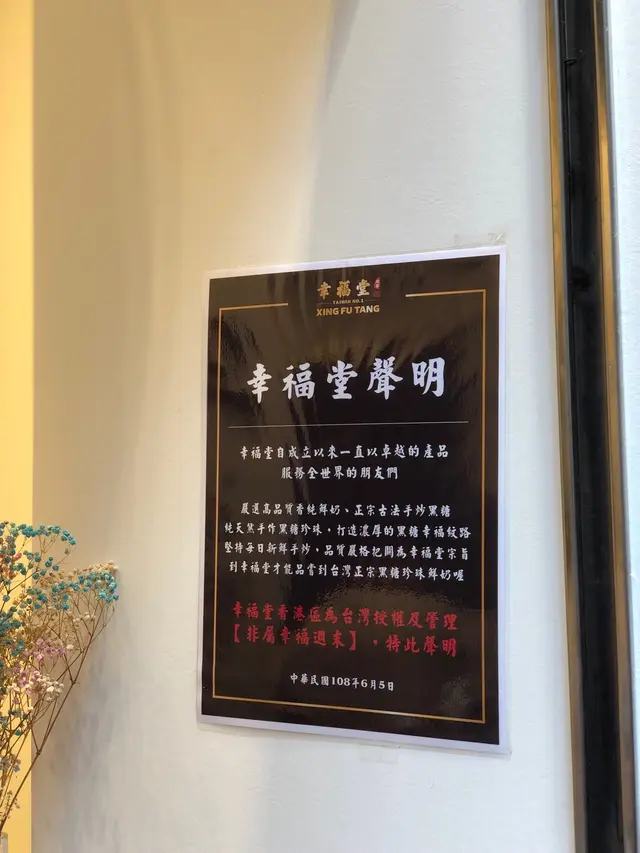 幸福堂
TAIWAN NO.1
XING FU TANG
幸福堂聲明
幸福堂自成立以來一直以卓越的產品
服務全世界的朋友們
嚴選高品質香純鮮奶、正宗古法手炒黑糖
純天然手作黑糖珍珠,打造濃厚的黑糖幸福紋路
堅持每日新鮮手炒,品質嚴格把關為幸福堂宗旨
到幸福堂才能品嘗到台灣正宗黑糖珍珠鮮奶喔
幸福堂香港區為台灣授權及管理
【非屬幸福週末】,特此聲明
中華民國108年6月5日